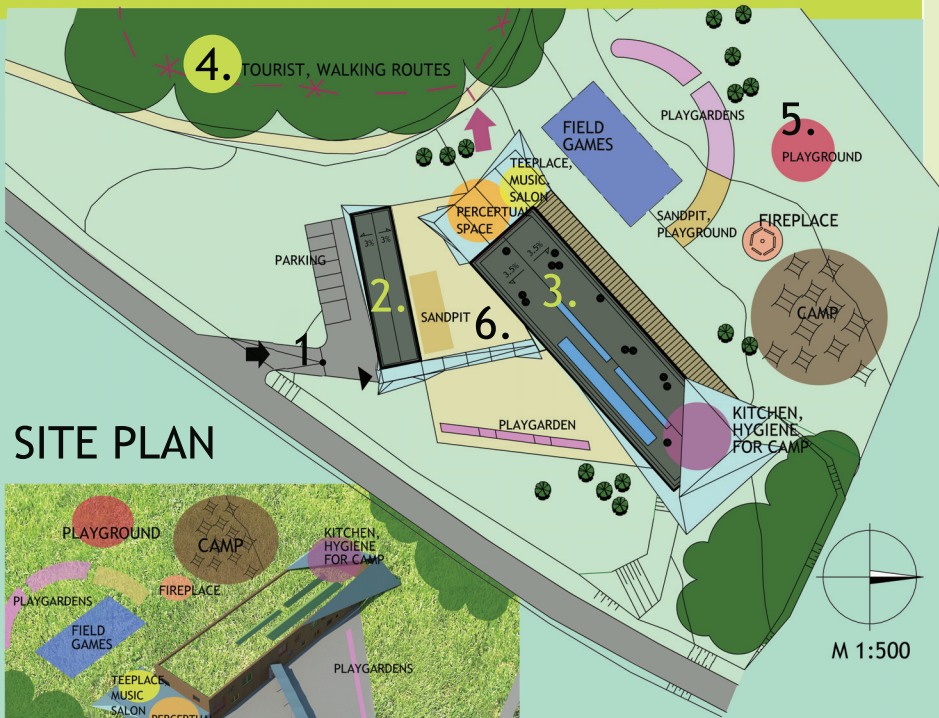 4. TOURIST, WALKING ROUTES
FIELD
GAMES
PLAYGARDENS
5.
PLAYGROUND
TEEPLACE,
MUSIC,
SALON
PERCEPTUAL
SPACE
SANDPIT,
PLAYGROUND
FIREPLACE
PARKING
3%
3%
2.
SANDPIT
6.
3.5%
3.5%
3.
CAMP
1.
PLAYGARDEN
KITCHEN,
HYGIENE
FOR CAMP
SITE PLAN
M 1:500
PLAYGROUND
CAMP
KITCHEN,
HYGIENE
FOR CAMP
PLAYGARDENS
FIREPLACE
FIELD
GAMES
PLAYGARDENS
TEEPLACE,
MUSIC
SALON
PERCEPTUAL